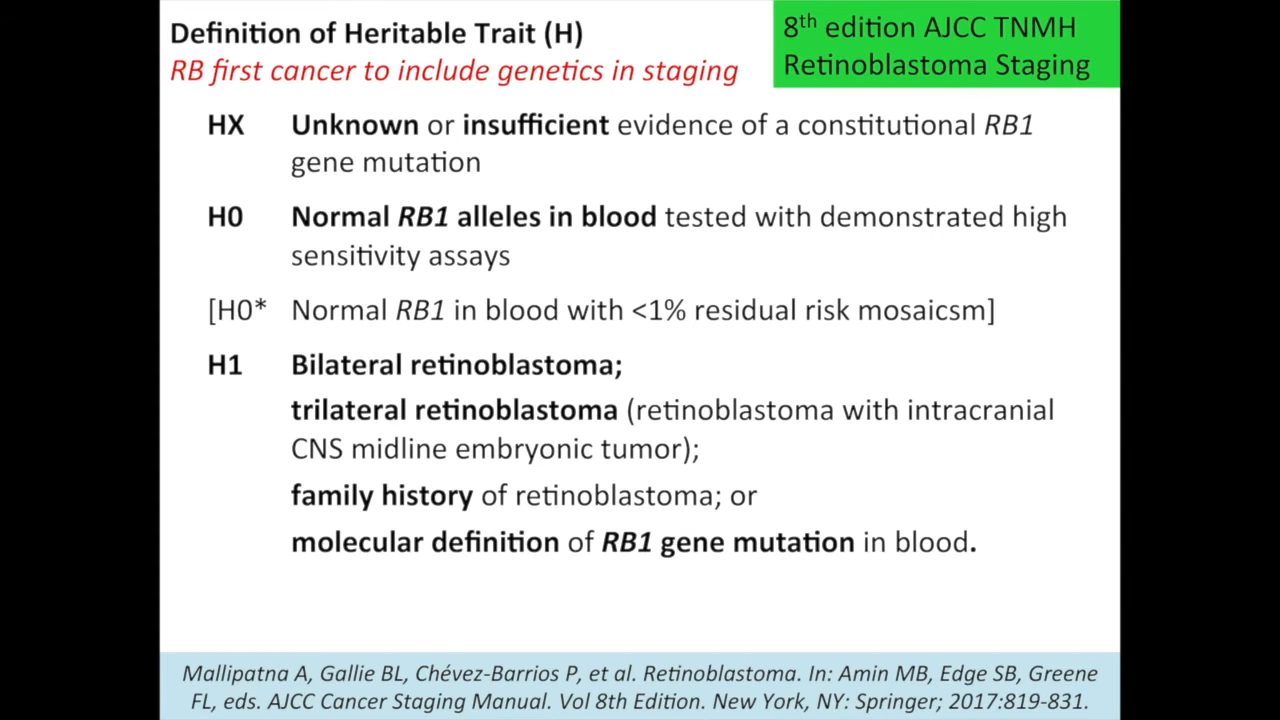 Definition of Heritable Trait (H)
RB first cancer to include genetics in staging
8th edition AJCC TNMH
Retinoblastoma Staging
HX Unknown or insufficient evidence of a constitutional RB1
gene mutation
H0 Normal RB1 alleles in blood tested with demonstrated high
sensitivity assays
[H0* Normal RB1 in blood with <1% residual risk mosaicsm]
H1 Bilateral retinoblastoma;
trilateral retinoblastoma (retinoblastoma with intracranial
CNS midline embryonic tumor);
family history of retinoblastoma; or
molecular definition of RB1 gene mutation in blood.
Mallipatna A, Gallie BL, Chévez-Barrios P, et al. Retinoblastoma. In: Amin MB, Edge SB, Greene
FL, eds. AJCC Cancer Staging Manual. Vol 8th Edition. New York, NY: Springer; 2017:819-831.